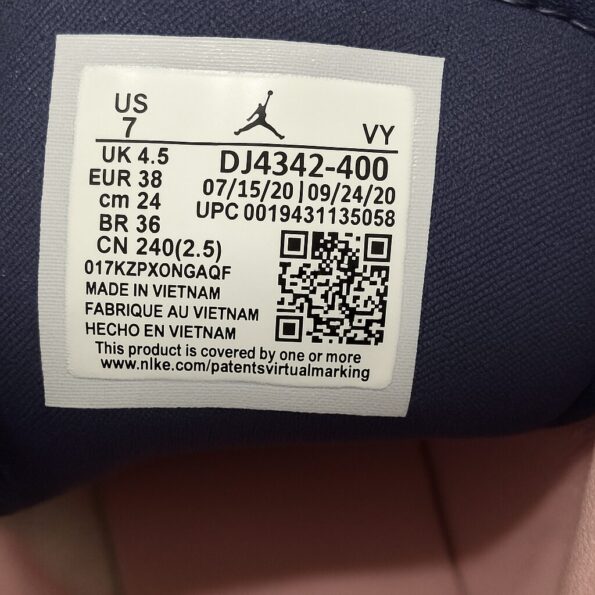 US
7
VY
UK 4.5
EUR 38
cm 24
BR 36
CN 240(2.5)
DJ4342-400
07/15/20 | 09/24/20
UPC 0019431135058
017KZPXONGAQF
MADE IN VIETNAM
FABRIQUE AU VIETNAM
HECHO EN VIETNAM
This product is covered by one or more
www.nlke.com/patentsvirtualmarking